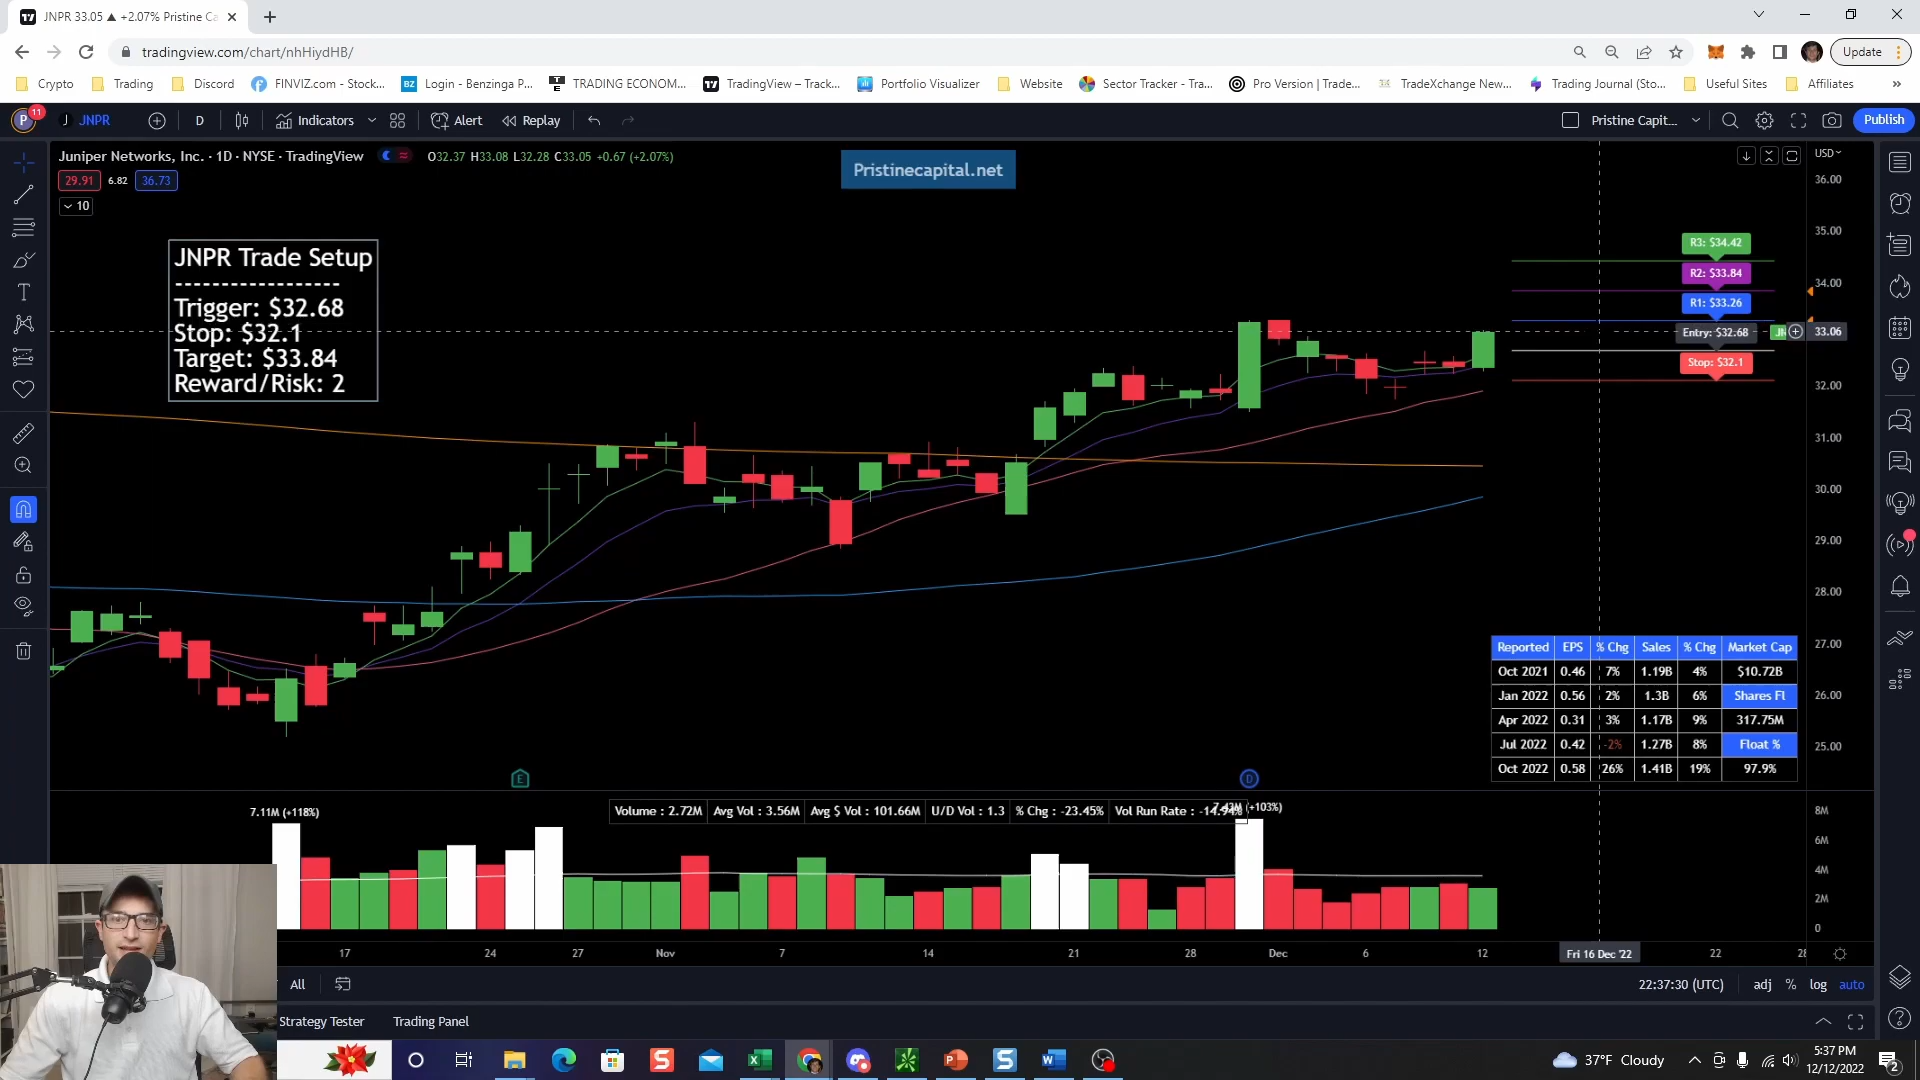 JNPR 33.05 ▲ +2.07% Pristine Ca
tradingview.com/chart/nhHiydHB/
Update
Crypto
Trading
Discord
FINVIZ.com - Stock...
Login - Benzinga P...
TRADING ECONOM...
TradingView – Track...
Portfolio Visualizer
Website
Sector Tracker - Tra...
Pro Version | Trade...
TradeXchange New...
Trading Journal (Sto...
Useful Sites
Affiliates
»
P
11
J JNPR
D
Indicators
Alert
Replay
Pristine Capit...
Publish
Juniper Networks, Inc. · 1D · NYSE · TradingView
O32.37 H33.08 L32.28 C33.05 +0.67 (+2.07%)
USD
29.91 6.82 36.73
10
Pristinecapital.net
JNPR Trade Setup
------------------
Trigger: $32.68
Stop: $32.1
Target: $33.84
Reward/Risk: 2
R3: $34.42
R2: $33.84
R1: $33.26
Entry: $32.68
Stop: $32.1
JN
36.00
35.00
34.00
33.06
32.00
31.00
30.00
29.00
28.00
27.00
26.00
25.00
Reported EPS % Chg Sales % Chg Market Cap
Oct 2021 0.46 7% 1.19B 4% $10.72B
Jan 2022 0.56 2% 1.3B 6% Shares Fl
Apr 2022 0.31 3% 1.17B 9% 317.75M
Jul 2022 0.42 -2% 1.27B 8% Float %
Oct 2022 0.58 26% 1.41B 19% 97.9%
E
D
7.11M (+118%)
Volume : 2.72M Avg Vol : 3.56M Avg $ Vol : 101.66M U/D Vol : 1.3 % Chg : -23.45% Vol Run Rate : -14.94%
(+103%)
8M
6M
4M
2M
0
17 24 27 Nov 7 14 21 28 Dec 6 12 Fri 16 Dec '22 22 28
All
22:37:30 (UTC)
adj % log auto
Strategy Tester
Trading Panel
37°F Cloudy
5:37 PM
12/12/2022
2